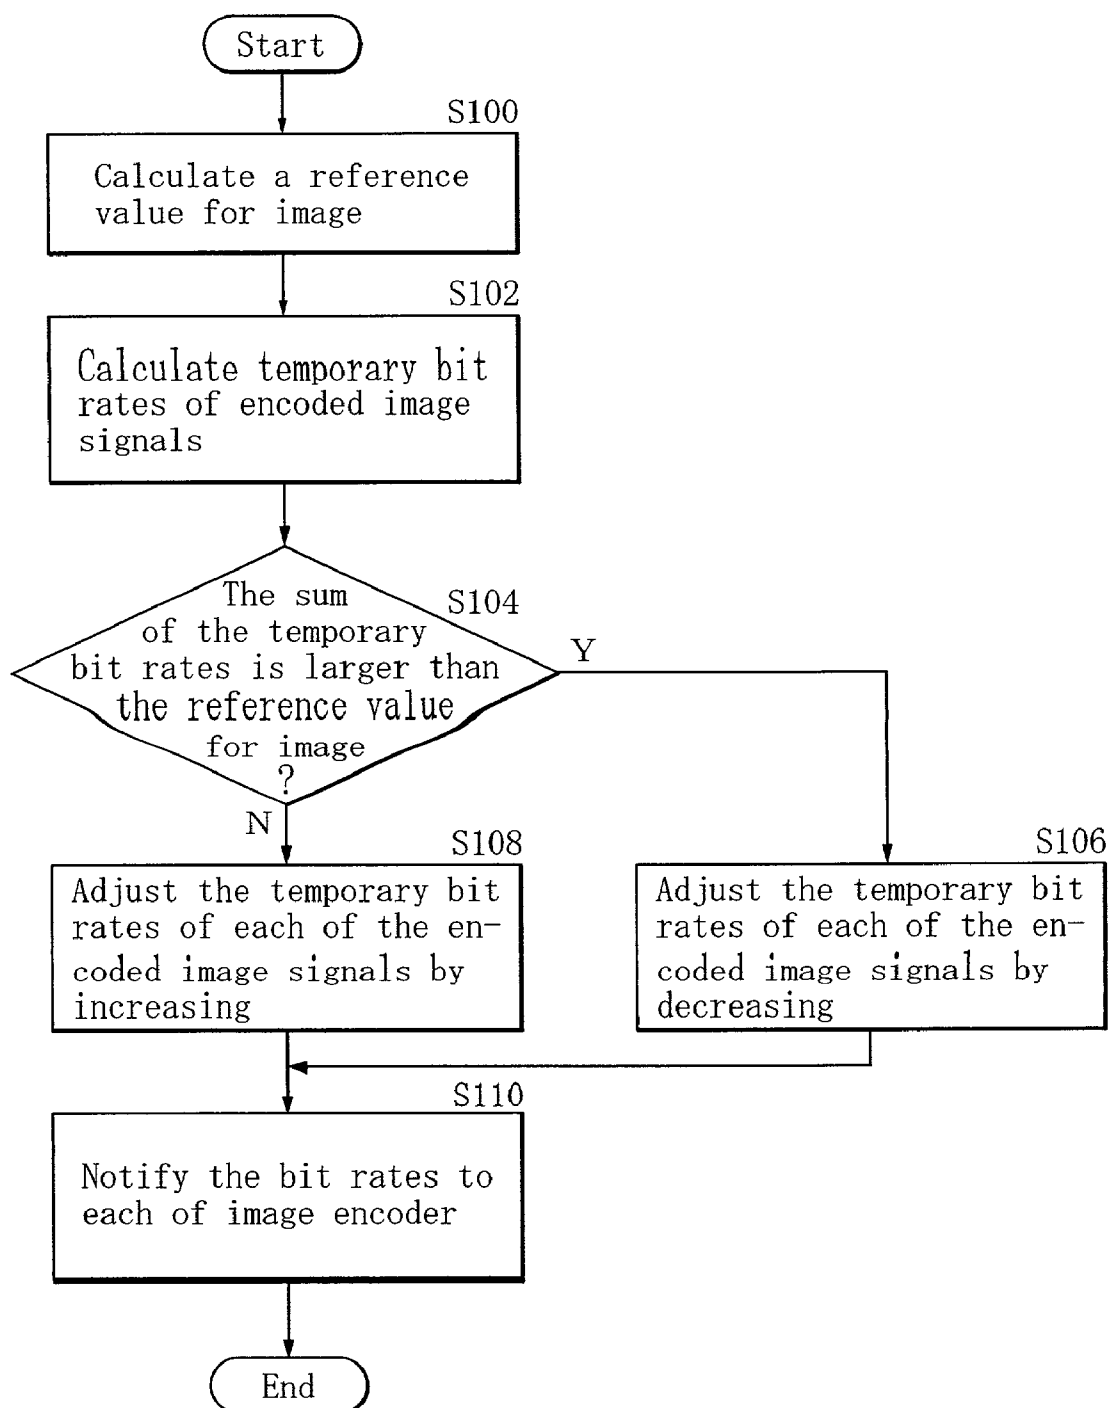 Start
S100
Calculate a reference
value for image
S102
Calculate temporary bit
rates of encoded image
signals
S104
The sum
of the temporary
bit rates is larger than
the reference value
for image
?
Y
N
S108
Adjust the temporary bit
rates of each of the en-
coded image signals by
increasing
S106
Adjust the temporary bit
rates of each of the en-
coded image signals by
decreasing
S110
Notify the bit rates to
each of image encoder
End